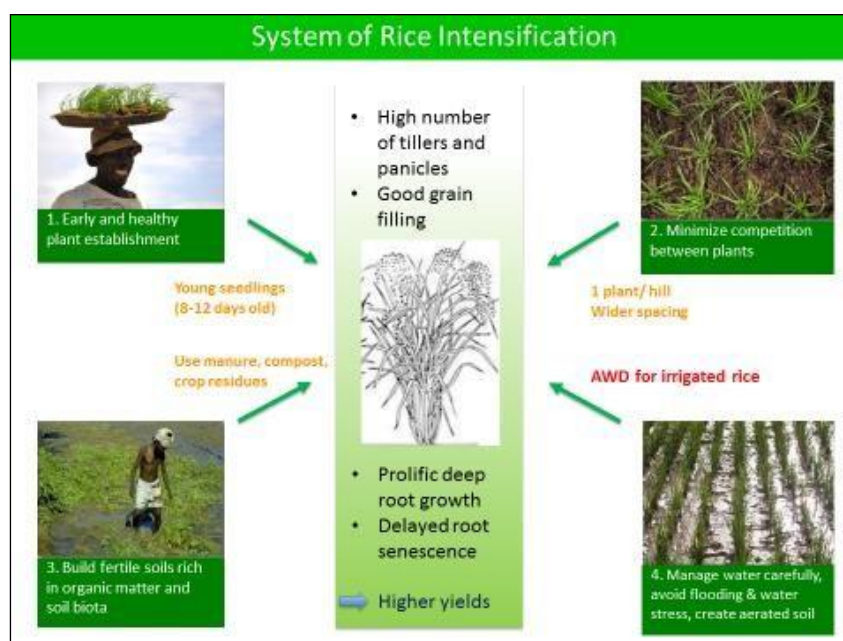 System of Rice Intensification
1. Early and healthy
plant establishment
Young seedlings
(8-12 days old)
Use manure, compost,
crop residues
3. Build fertile soils rich
in organic matter and
soil biota
• High number
of tillers and
panicles
• Good grain
filling
• Prolific deep
root growth
• Delayed root
senescence
Higher yields
2. Minimize competition
between plants
1 plant/ hill
Wider spacing
AWD for irrigated rice
4. Manage water carefully,
avoid flooding & water
stress, create aerated soil